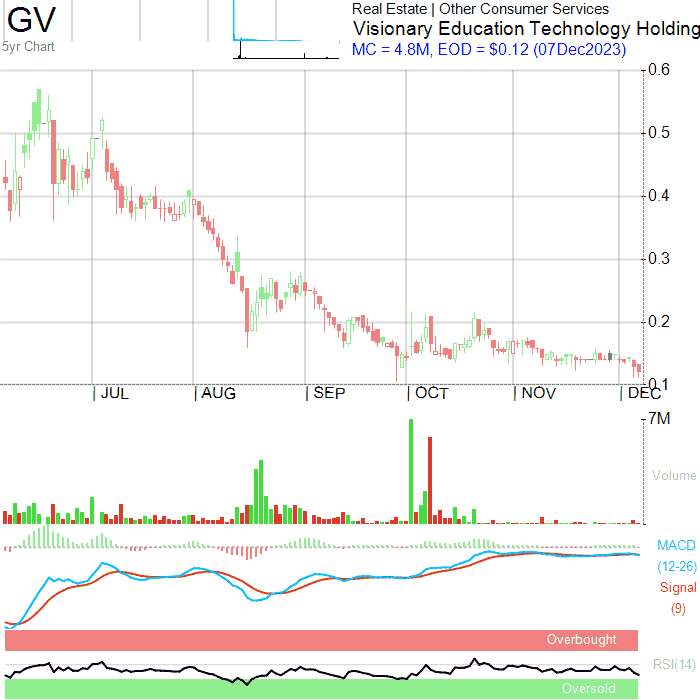 GV
5yr Chart
Real Estate | Other Consumer Services
Visionary Education Technology Holding
MC = 4.8M, EOD = $0.12 (07Dec2023)
0.6
0.5
0.4
0.3
0.2
0.1
JUL AUG SEP OCT NOV DEC
7M
Volume
MACD
(12-26)
Signal
(9)
Overbought
RSI(14)
Oversold